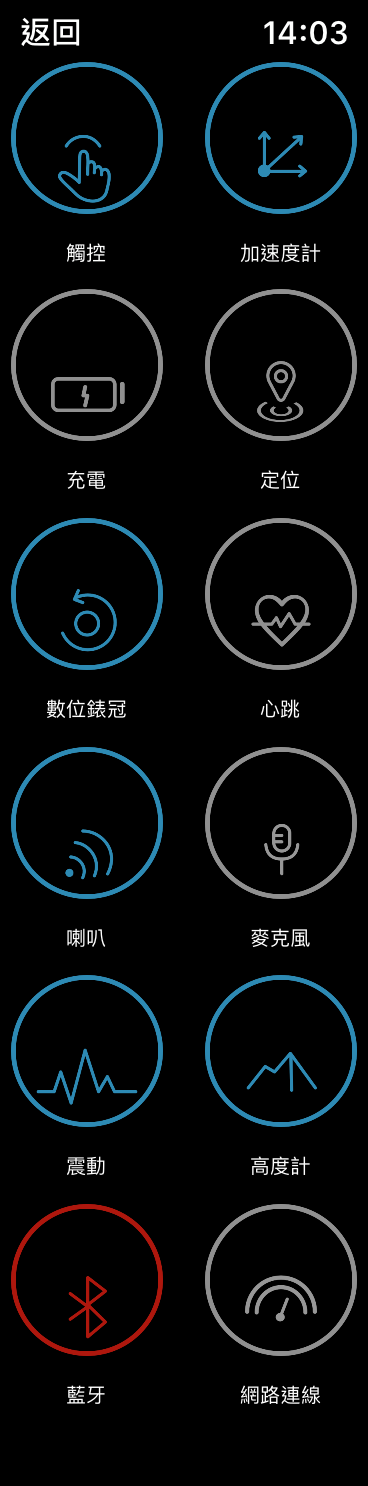 返回 14:03
觸控 加速度計
充電 定位
數位錶冠 心跳
喇叭 麥克風
震動 高度計
藍牙 網路連線